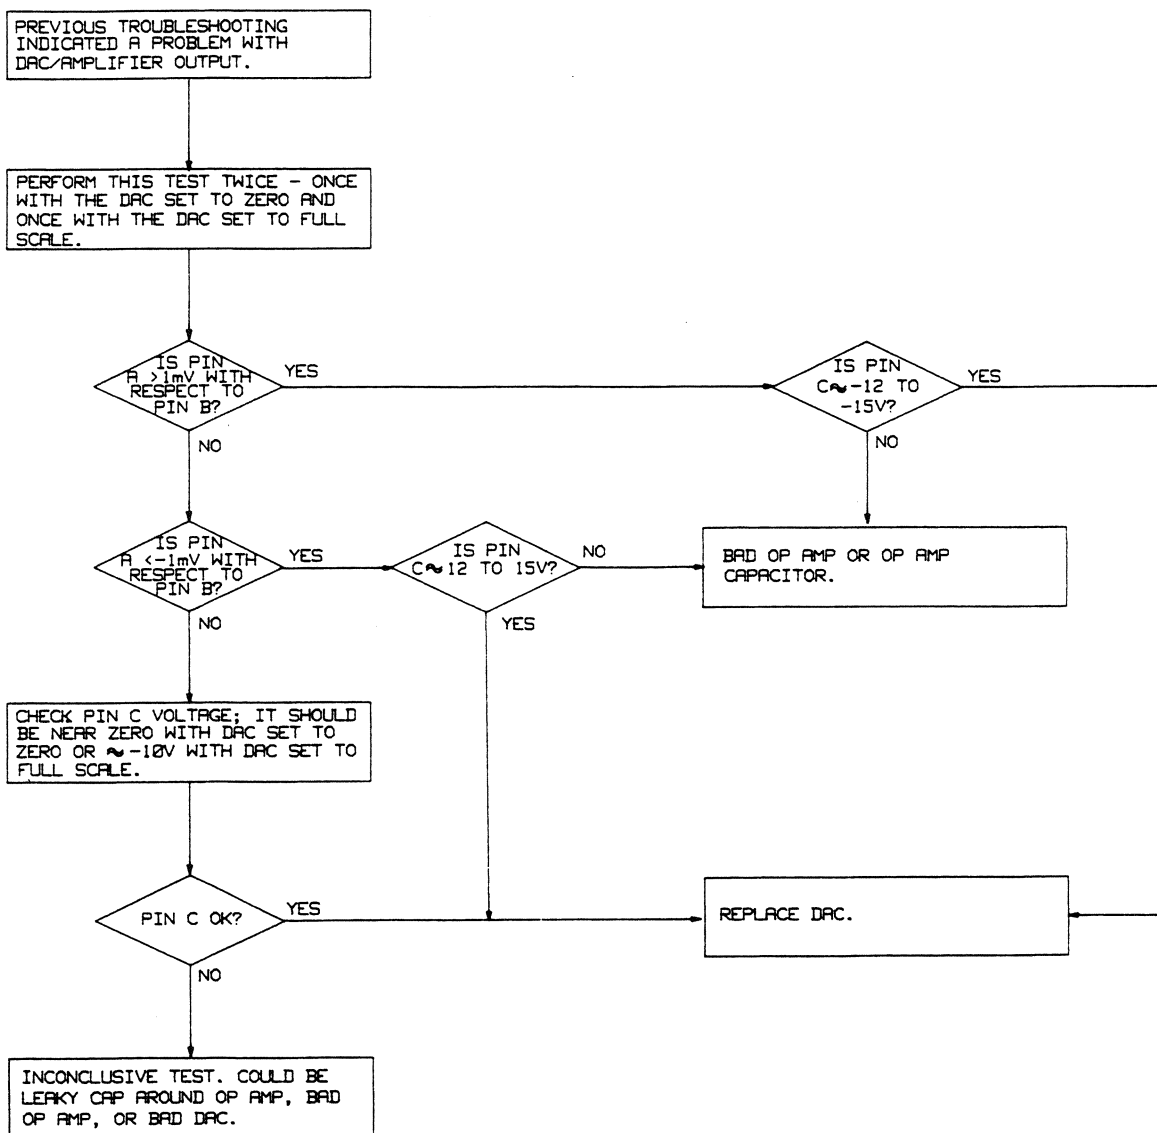 PREVIOUS TROUBLESHOOTING
INDICATED A PROBLEM WITH
DAC/AMPLIFIER OUTPUT.
PERFORM THIS TEST TWICE - ONCE
WITH THE DAC SET TO ZERO AND
ONCE WITH THE DAC SET TO FULL
SCALE.
IS PIN
A >1mV WITH
RESPECT TO
PIN B?
YES
NO
IS PIN
C≈-12 TO
-15V?
YES
NO
IS PIN
A <-1mV WITH
RESPECT TO
PIN B?
YES
NO
IS PIN
C≈12 TO 15V?
NO
YES
BAD OP AMP OR OP AMP
CAPACITOR.
CHECK PIN C VOLTAGE; IT SHOULD
BE NEAR ZERO WITH DAC SET TO
ZERO OR ≈-10V WITH DAC SET TO
FULL SCALE.
PIN C OK?
YES
NO
REPLACE DAC.
INCONCLUSIVE TEST. COULD BE
LEAKY CAP AROUND OP AMP, BAD
OP AMP, OR BAD DAC.